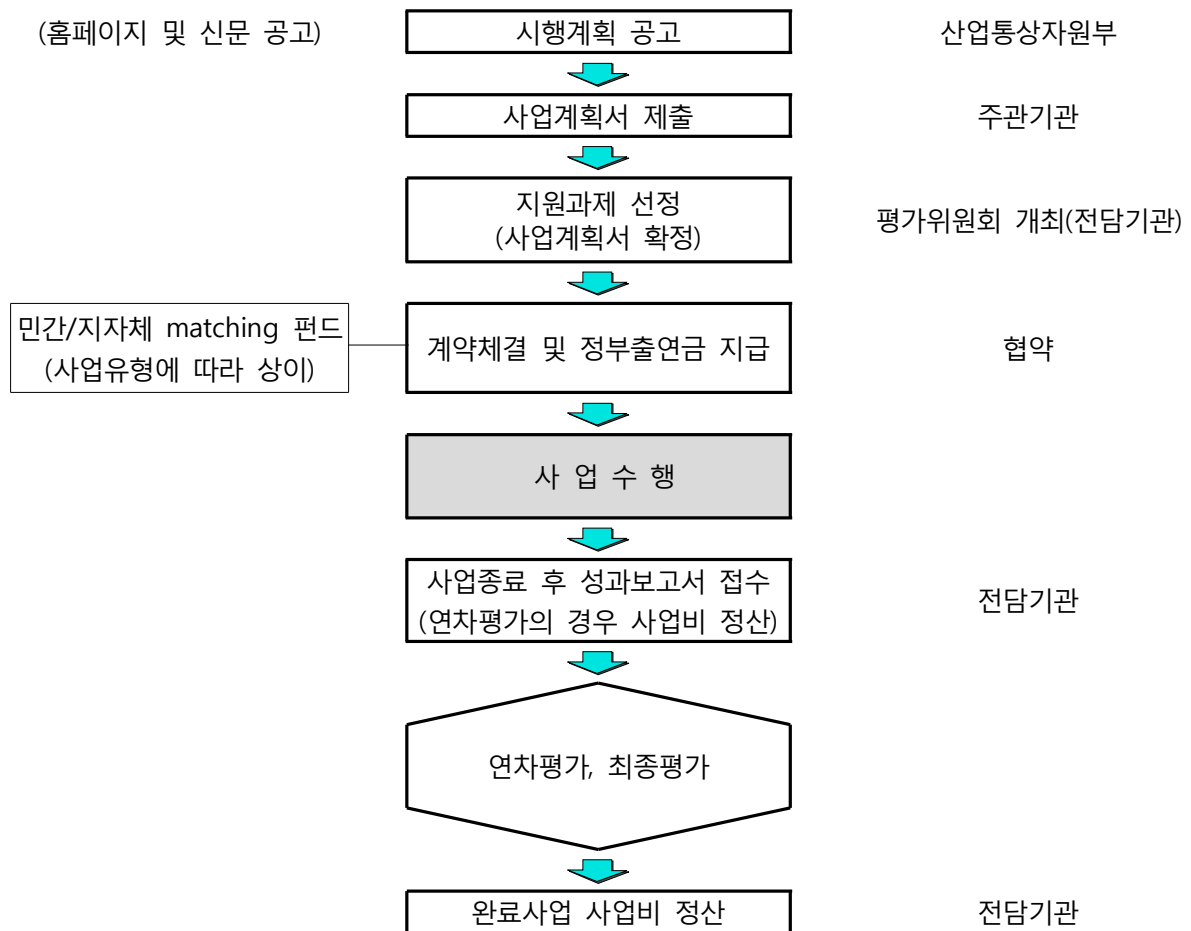 (홈페이지 및 신문 공고)
시행계획 공고
산업통상자원부
사업계획서 제출
주관기관
지원과제 선정
(사업계획서 확정)
평가위원회 개최(전담기관)
민간/지자체 matching 펀드
(사업유형에 따라 상이)
계약체결 및 정부출연금 지급
협약
사 업 수 행
사업종료 후 성과보고서 접수
(연차평가의 경우 사업비 정산)
전담기관
연차평가, 최종평가
완료사업 사업비 정산
전담기관